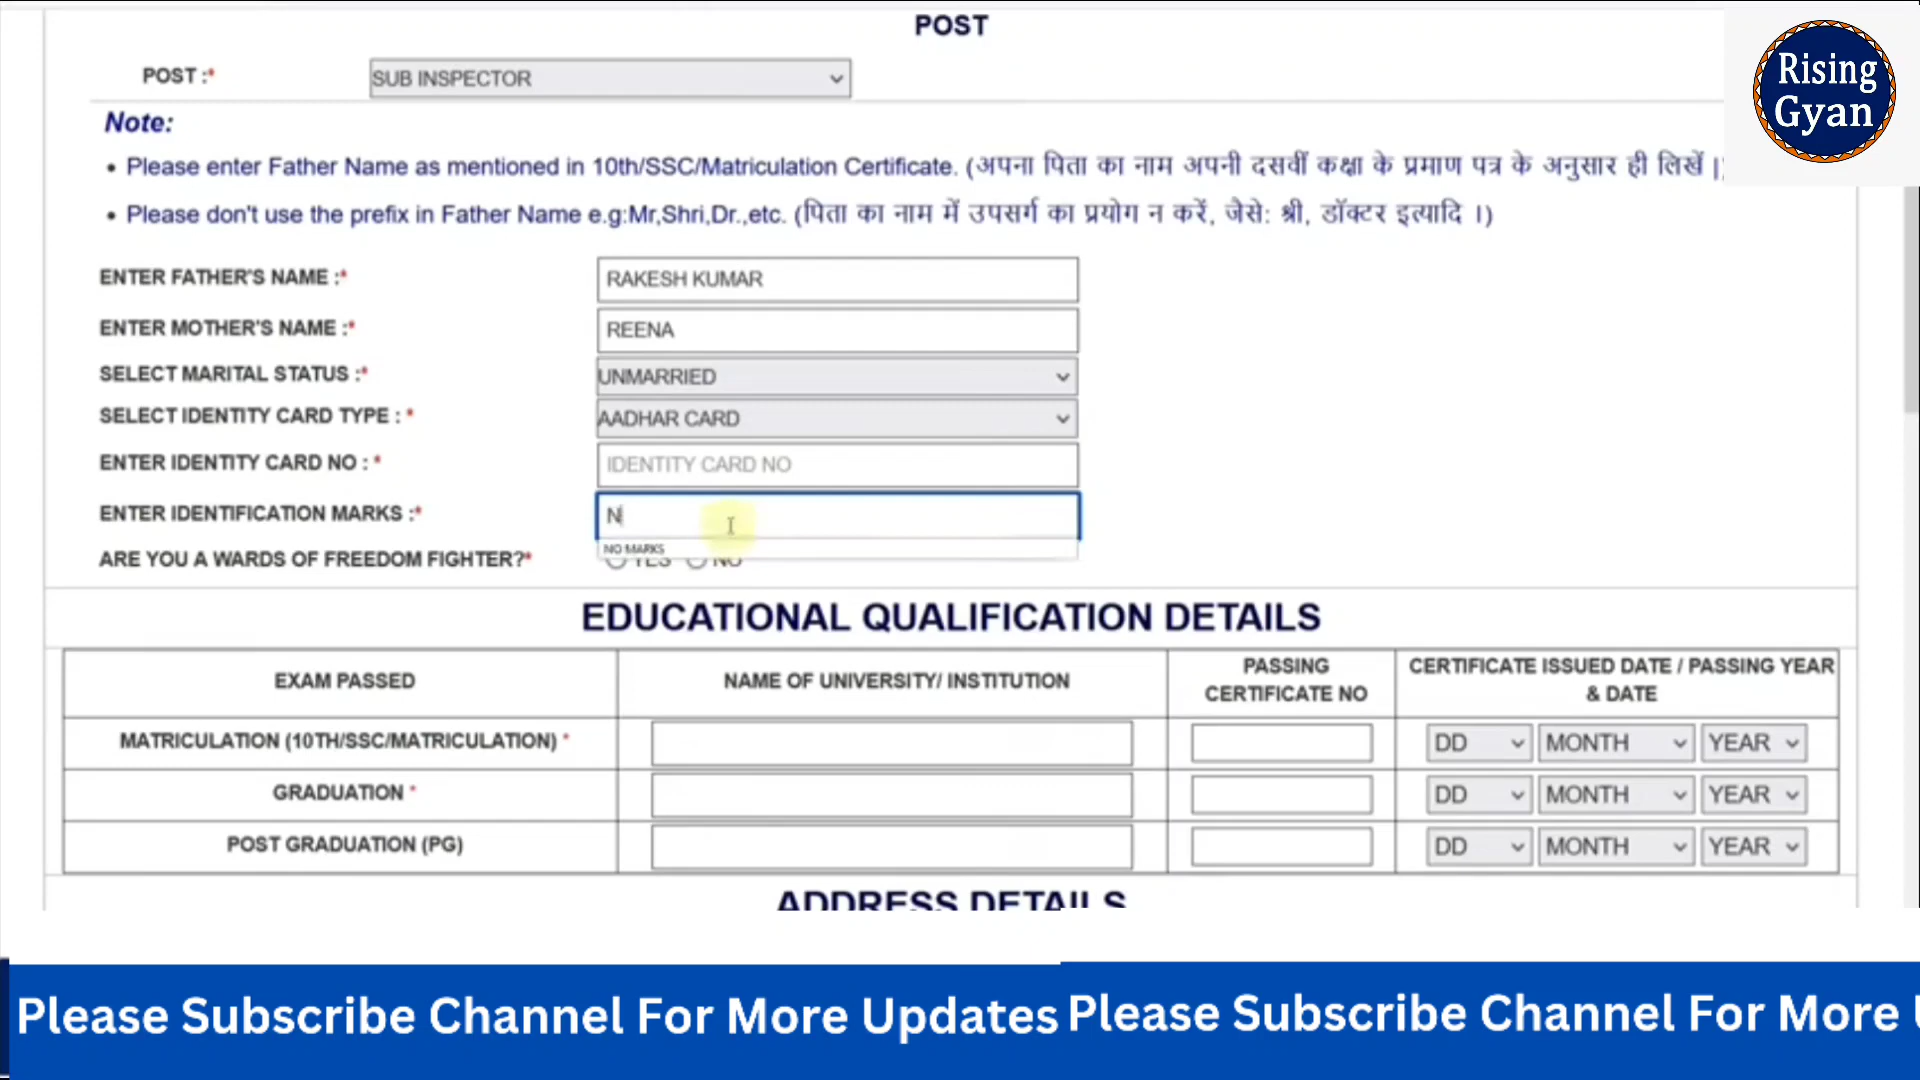 POST
Rising
Gyan
POST :*
SUB INSPECTOR
Note:
• Please enter Father Name as mentioned in 10th/SSC/Matriculation Certificate. (अपना पिता का नाम अपनी दसवीं कक्षा के प्रमाण पत्र के अनुसार ही लिखें |)
• Please don't use the prefix in Father Name e.g:Mr,Shri,Dr.,etc. (पिता का नाम में उपसर्ग का प्रयोग न करें, जैसे: श्री, डॉक्टर इत्यादि ।)
ENTER FATHER'S NAME :* RAKESH KUMAR
ENTER MOTHER'S NAME :* REENA
SELECT MARITAL STATUS :* UNMARRIED
SELECT IDENTITY CARD TYPE : * AADHAR CARD
ENTER IDENTITY CARD NO : * IDENTITY CARD NO
ENTER IDENTIFICATION MARKS :* N
NO MARKS
ARE YOU A WARDS OF FREEDOM FIGHTER?* YES NO
EDUCATIONAL QUALIFICATION DETAILS
EXAM PASSED
NAME OF UNIVERSITY/ INSTITUTION
PASSING
CERTIFICATE NO
CERTIFICATE ISSUED DATE / PASSING YEAR
& DATE
MATRICULATION (10TH/SSC/MATRICULATION) * DD MONTH YEAR
GRADUATION * DD MONTH YEAR
POST GRADUATION (PG) DD MONTH YEAR
ADDRESS DETAILS
Please Subscribe Channel For More Updates Please Subscribe Channel For More